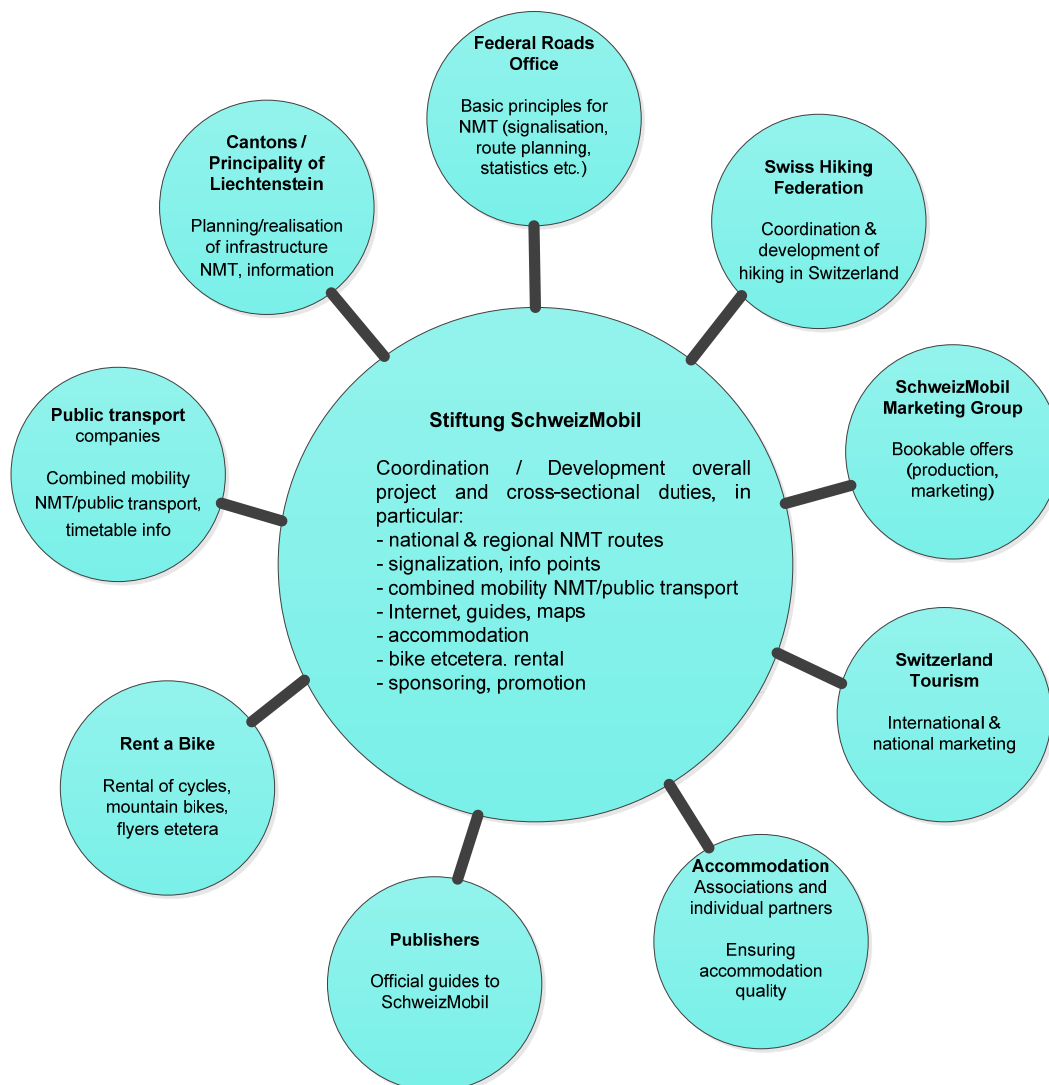 Federal Roads
Office
Basic principles for
NMT (signalisation,
route planning,
statistics etc.)
Cantons /
Principality of
Liechtenstein
Planning/realisation
of infrastructure
NMT, information
Swiss Hiking
Federation
Coordination &
development of
hiking in Switzerland
Public transport
companies
Combined mobility
NMT/public transport,
timetable info
SchweizMobil
Marketing Group
Bookable offers
(production,
marketing)
Stiftung SchweizMobil
Coordination / Development overall
project and cross-sectional duties, in
particular:
- national & regional NMT routes
- signalization, info points
- combined mobility NMT/public transport
- Internet, guides, maps
- accommodation
- bike etcetera. rental
- sponsoring, promotion
Switzerland
Tourism
International &
national marketing
Rent a Bike
Rental of cycles,
mountain bikes,
flyers etetera
Accommodation
Associations and
individual partners
Ensuring
accommodation
quality
Publishers
Official guides to
SchweizMobil